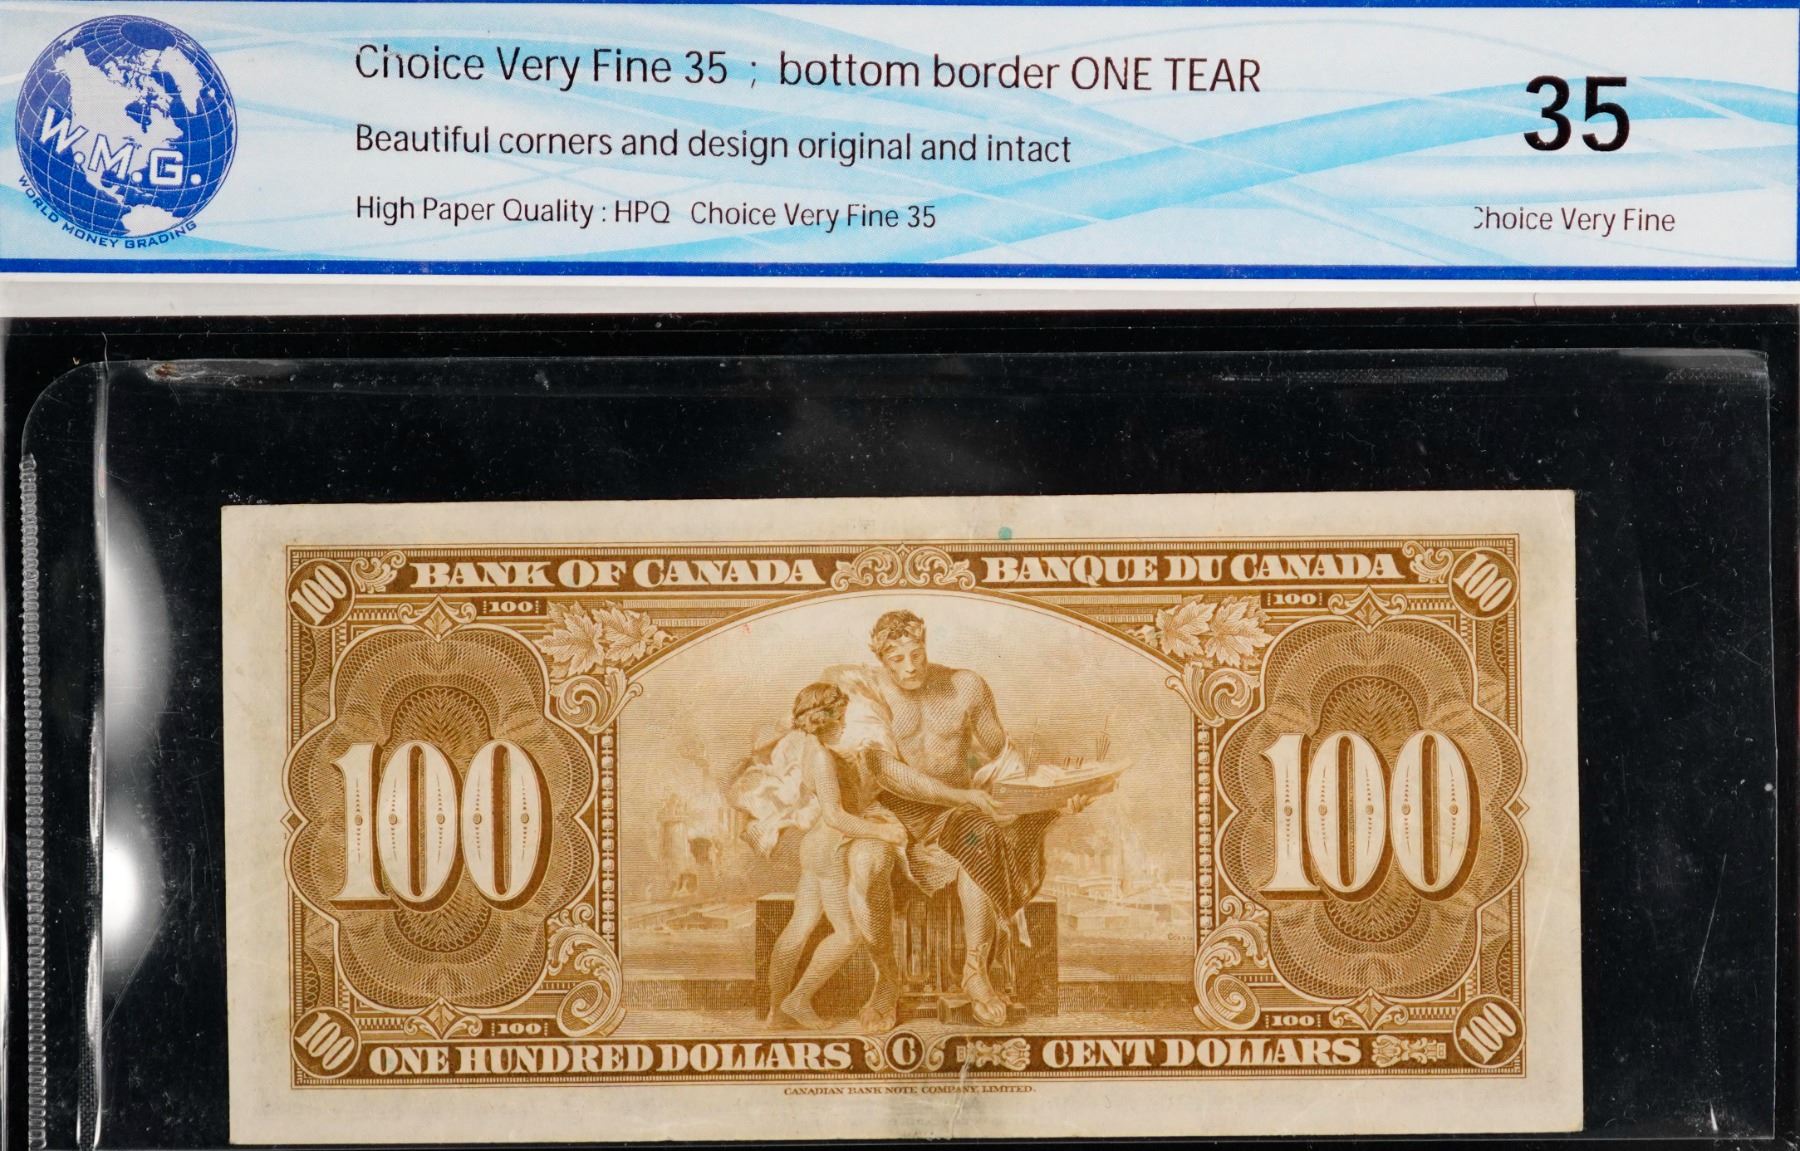 Choice Very Fine 35 ; bottom border ONE TEAR
35
Beautiful corners and design original and intact
High Paper Quality : HPQ Choice Very Fine 35
Choice Very Fine
W.M.G.
WORLD MONEY GRADING
100 BANK OF CANADA BANQUE DU CANADA 100
100 100
100 100
100 100
100 ONE HUNDRED DOLLARS C CENT DOLLARS 100
CANADIAN BANK NOTE COMPANY, LIMITED.